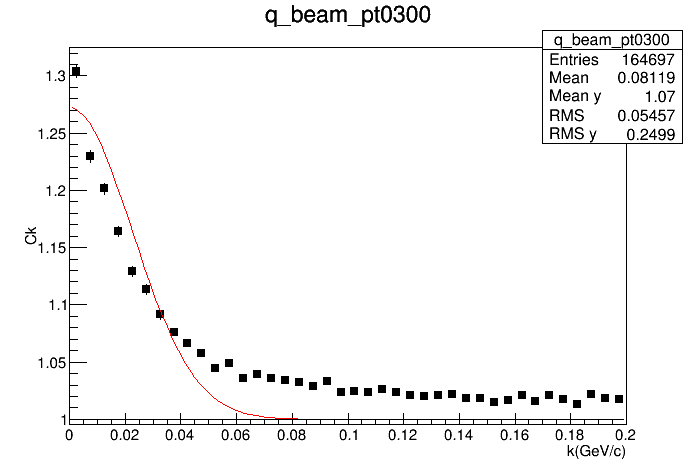 q_beam_pt0300
q_beam_pt0300
Entries 164697
Mean 0.08119
Mean y 1.07
RMS 0.05457
RMS y 0.2499
1.3
1.25
1.2
1.15
1.1
1.05
1
Ck
0 0.02 0.04 0.06 0.08 0.1 0.12 0.14 0.16 0.18 0.2
k(GeV/c)